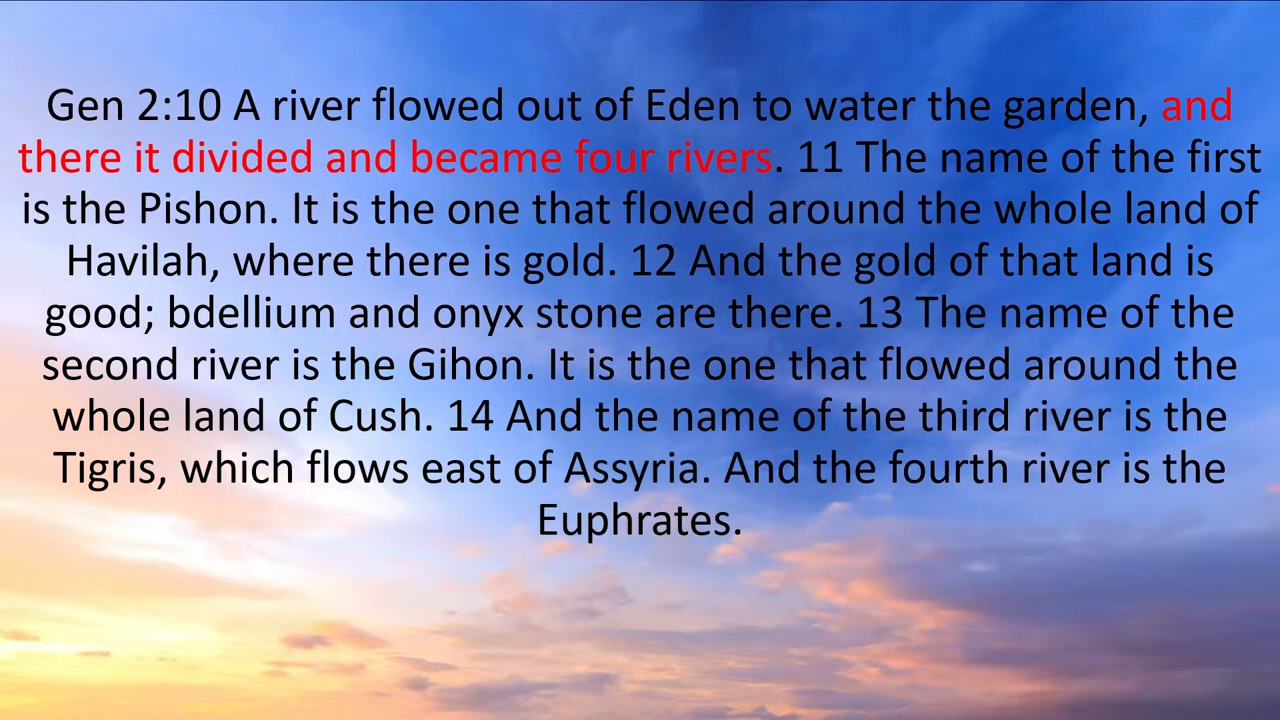 Gen 2:10 A river flowed out of Eden to water the garden, and
there it divided and became four rivers. 11 The name of the first
is the Pishon. It is the one that flowed around the whole land of
Havilah, where there is gold. 12 And the gold of that land is
good; bdellium and onyx stone are there. 13 The name of the
second river is the Gihon. It is the one that flowed around the
whole land of Cush. 14 And the name of the third river is the
Tigris, which flows east of Assyria. And the fourth river is the
Euphrates.